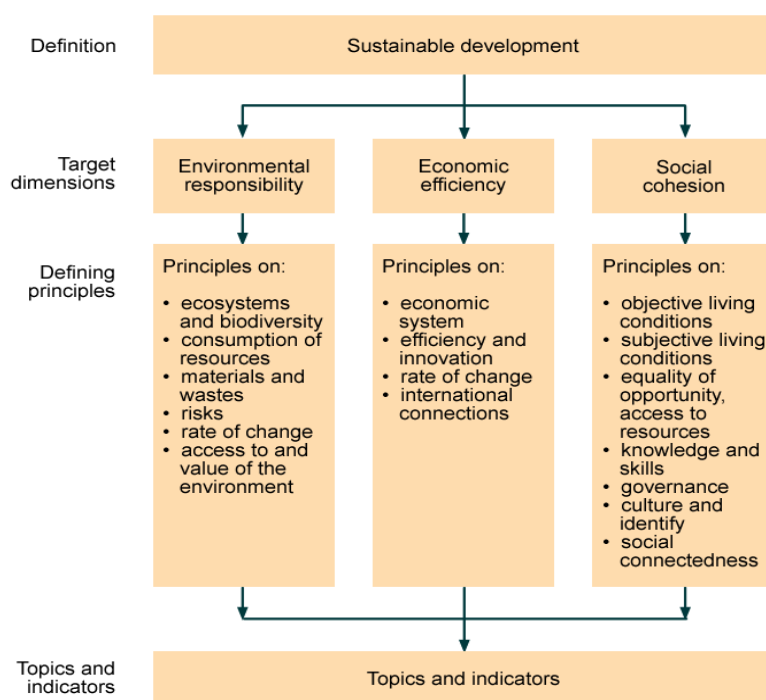 Definition
Sustainable development
Target
dimensions
Environmental
responsibility
Economic
efficiency
Social
cohesion
Defining
principles
Principles on:
• ecosystems
and biodiversity
• consumption of
resources
• materials and
wastes
• risks
• rate of change
• access to and
value of the
environment
Principles on:
• economic
system
• efficiency and
innovation
• rate of change
• international
connections
Principles on:
• objective living
conditions
• subjective living
conditions
• equality of
opportunity,
access to
resources
• knowledge and
skills
• governance
• culture and
identify
• social
connectedness
Topics and
indicators
Topics and indicators